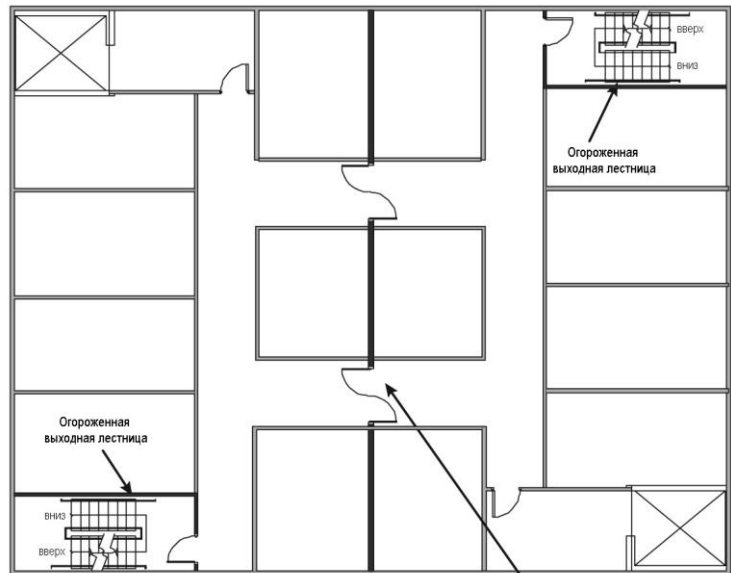 вверх
вниз
Огороженная
выходная лестница
Огороженная
выходная лестница
вниз
вверх